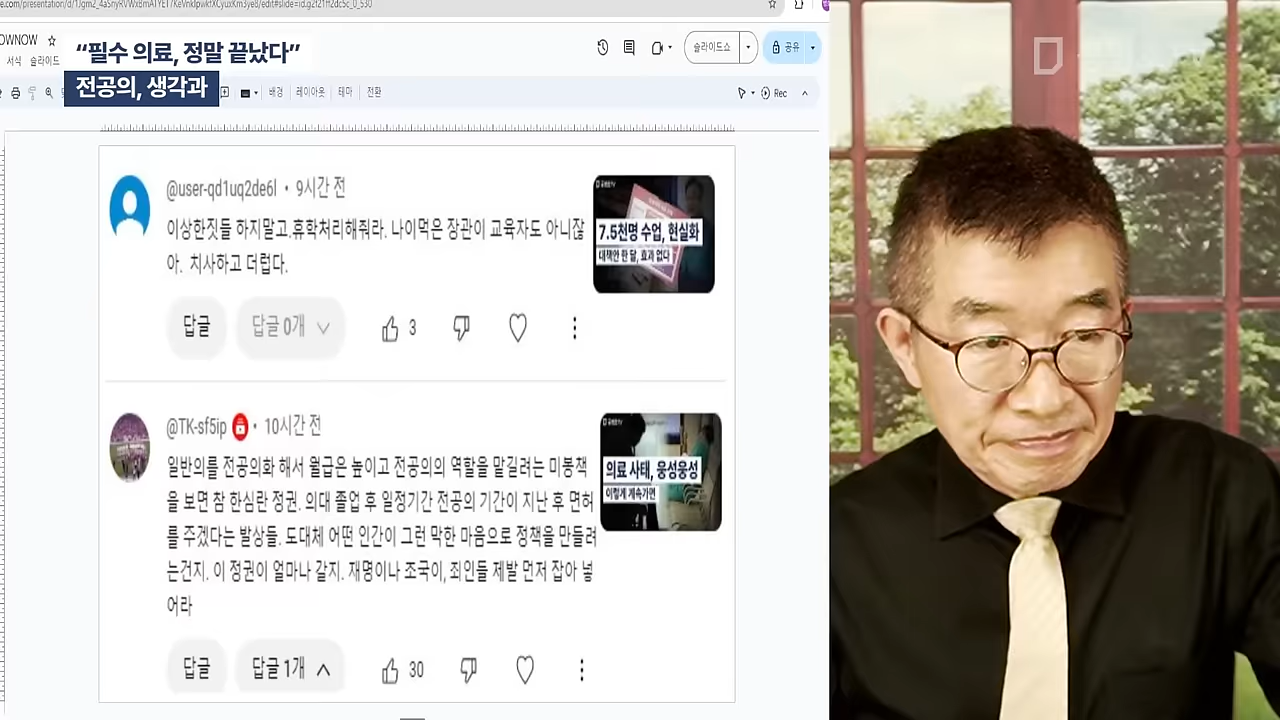 OWNOW
“필수 의료, 정말 끝났다”
서식 슬라이드
전공의, 생각과
슬라이드쇼
공유
배경 레이아웃 테마 전환
Rec
@user-qd1uq2de6l • 9시간 전
이상한짓들 하지말고.휴학처리해줘라. 나이먹은 장관이 교육자도 아니잖
아. 치사하고 더럽다.
7.5천명 수업, 현실화
대책안 한 달, 효과 없다
답글
답글 0개
3
@TK-sf5ip • 10시간 전
일반의를 전공의화 해서 월급은 높이고 전공의의 역할을 맡길려는 미봉책
을 보면 참 한심란 정권. 의대 졸업 후 일정기간 전공의 기간이 지난 후 면허
를 주겠다는 발상들. 도대체 어떤 인간이 그런 막한 마음으로 정책을 만들려
는건지. 이 정권이 얼마나 갈지. 재명이나 조국이, 죄인들 제발 먼저 잡아 넣
어라
의료 사태, 웅성웅성
이렇게 계속가면
답글
답글 1개
30